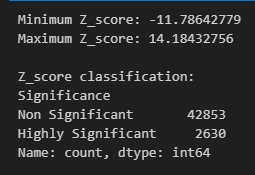 Minimum Z_score: -11.78642779
Maximum Z_score: 14.18432756

Z_score classification:
Significance
Non Significant       42853
Highly Significant     2630
Name: count, dtype: int64